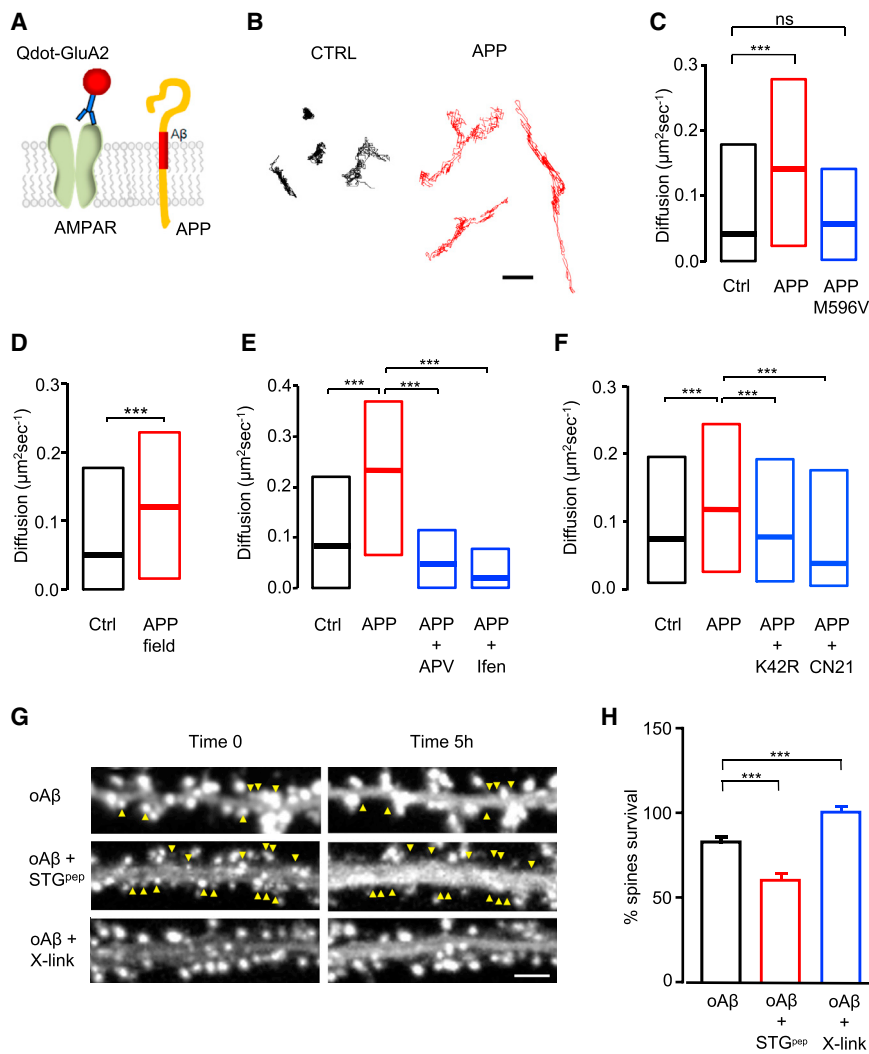 A
Qdot-GluA2
Aβ
AMPAR
APP
B
CTRL
APP
C
ns
***
Diffusion (μm²sec⁻¹)
0.3
0.2
0.1
0.0
Ctrl
APP
APP
M596V
D
***
Diffusion (μm²sec⁻¹)
0.3
0.2
0.1
0.0
Ctrl
APP
field
E
***
***
***
Diffusion (μm²sec⁻¹)
0.4
0.3
0.2
0.1
0.0
Ctrl
APP
APP
+
APV
APP
+
Ifen
F
***
***
***
Diffusion (μm²sec⁻¹)
0.3
0.2
0.1
0.0
Ctrl
APP
APP
+
K42R
APP
+
CN21
G
Time 0
Time 5h
oAβ
oAβ +
STGᵖᵉᵖ
oAβ +
X-link
H
***
***
% spines survival
150
100
50
0
oAβ
oAβ
+
STGᵖᵉᵖ
oAβ
+
X-link